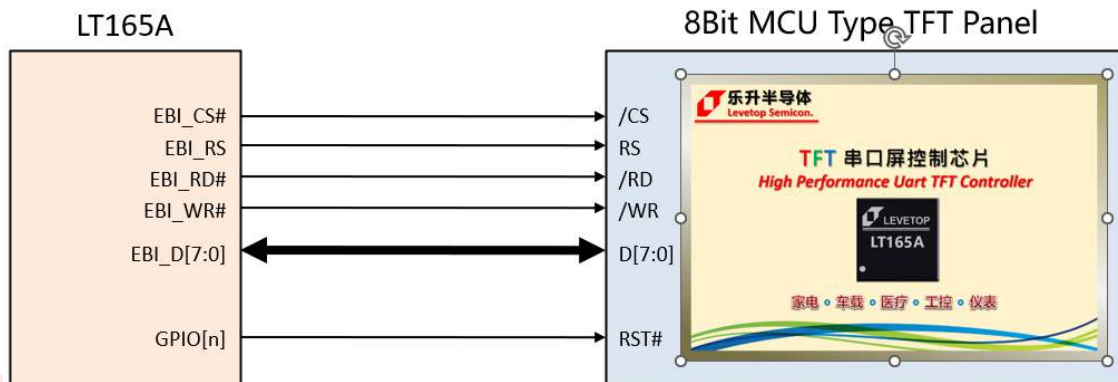 LT165A
8Bit MCU Type TFT Panel
EBI_CS#
EBI_RS
EBI_RD#
EBI_WR#
EBI_D[7:0]
GPIO[n]
/CS
RS
/RD
/WR
D[7:0]
RST#
乐升半导体
Levetop Semicon.
TFT 串口屏控制芯片
High Performance Uart TFT Controller
LEVETOP
LT165A
家电 • 车载 • 医疗 • 工控 • 仪表